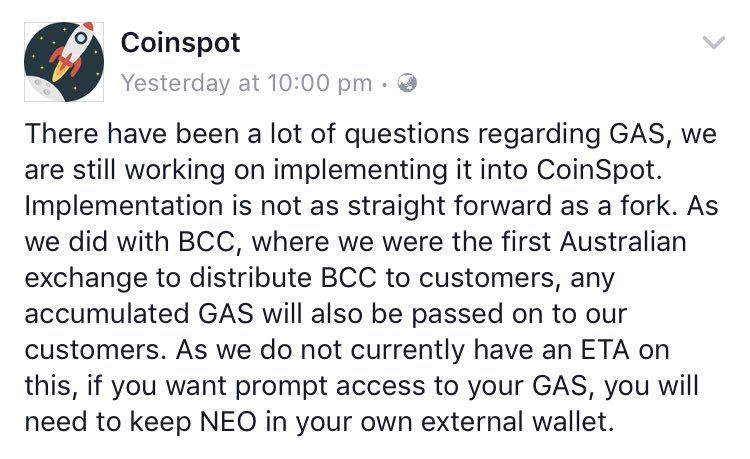 Coinspot
Yesterday at 10:00 pm ·
There have been a lot of questions regarding GAS, we
are still working on implementing it into CoinSpot.
Implementation is not as straight forward as a fork. As
we did with BCC, where we were the first Australian
exchange to distribute BCC to customers, any
accumulated GAS will also be passed on to our
customers. As we do not currently have an ETA on
this, if you want prompt access to your GAS, you will
need to keep NEO in your own external wallet.